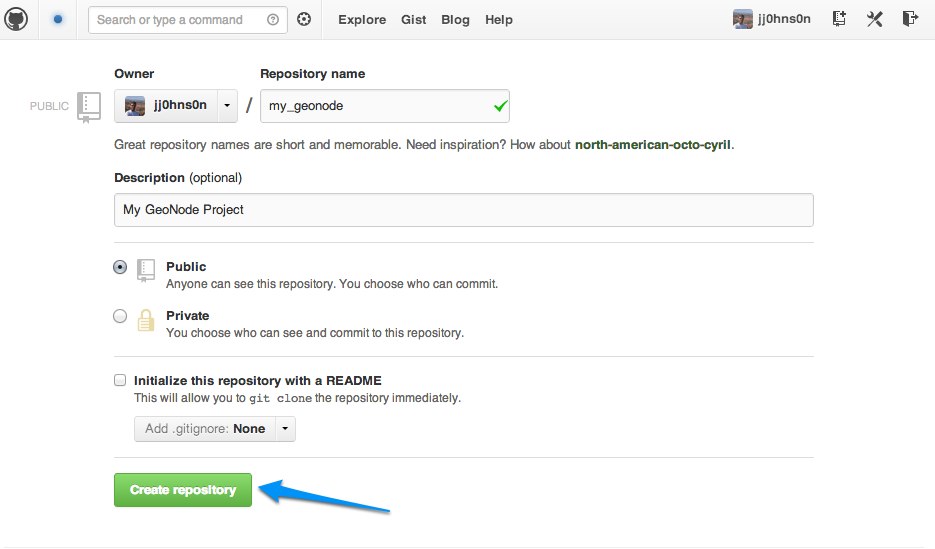 Search or type a command
Explore Gist Blog Help
jj0hns0n
Owner
Repository name
PUBLIC
jj0hns0n / my_geonode
Great repository names are short and memorable. Need inspiration? How about north-american-octo-cyril.
Description (optional)
My GeoNode Project
Public
Anyone can see this repository. You choose who can commit.
Private
You choose who can see and commit to this repository.
Initialize this repository with a README
This will allow you to git clone the repository immediately.
Add .gitignore: None
Create repository